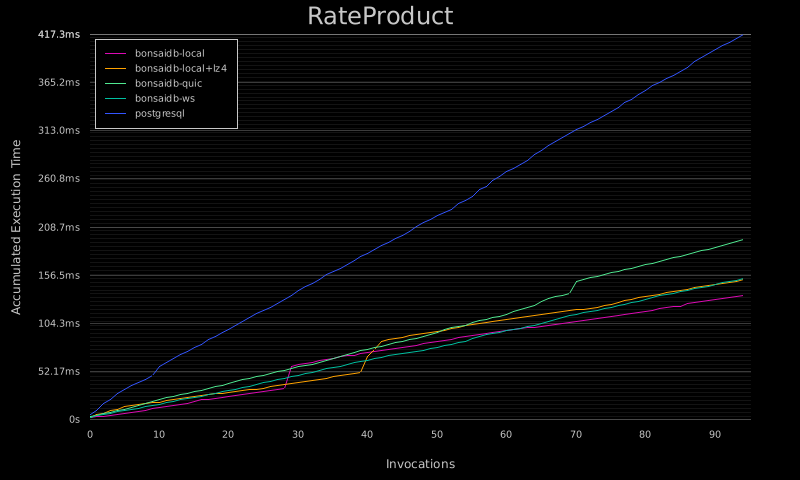 RateProduct
417.3ms
365.2ms
313.0ms
260.8ms
208.7ms
156.5ms
104.3ms
52.17ms
0s
Accumulated Execution Time
bonsaidb-local
bonsaidb-local+lz4
bonsaidb-quic
bonsaidb-ws
postgresql
0 10 20 30 40 50 60 70 80 90
Invocations